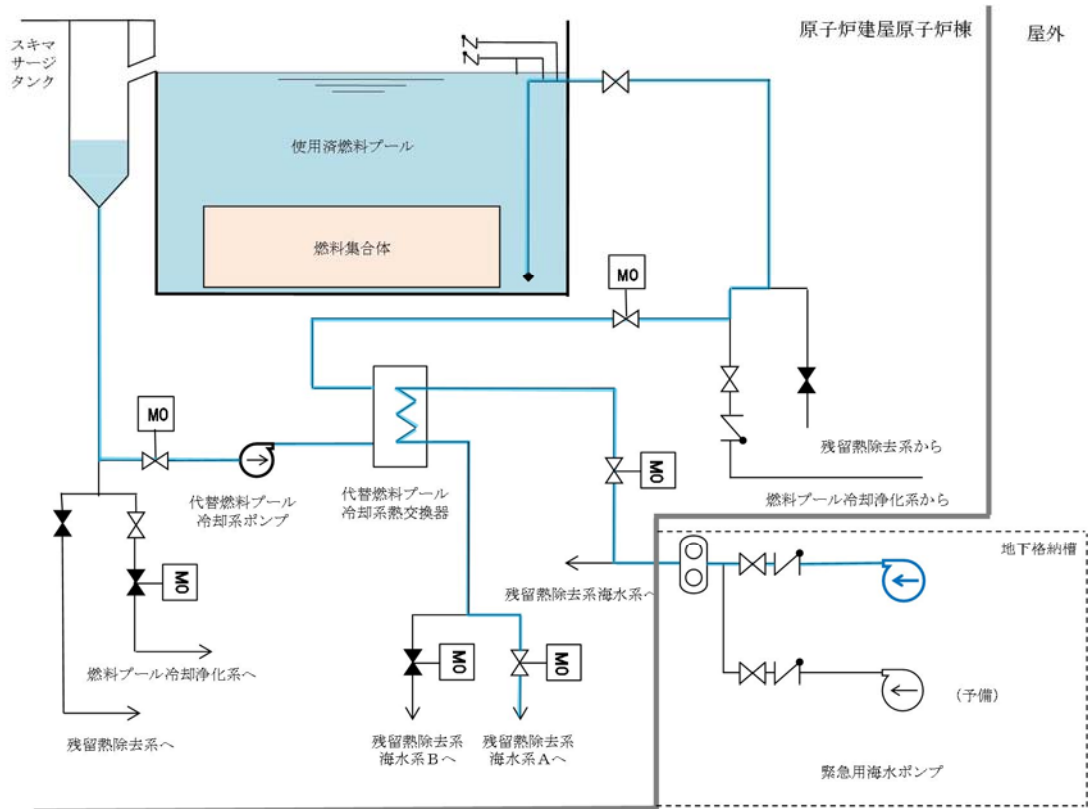 スキマ
サージ
タンク
原子炉建屋原子炉棟
屋外
使用済燃料プール
燃料集合体
MO
MO
代替燃料プール
冷却系ポンプ
代替燃料プール
冷却系熱交換器
MO
残留熱除去系から
燃料プール冷却浄化系から
地下格納槽
MO
残留熱除去系海水系へ
MO
MO
燃料プール冷却浄化系へ
残留熱除去系へ
残留熱除去系
海水系Bへ
残留熱除去系
海水系Aへ
(予備)
緊急用海水ポンプ